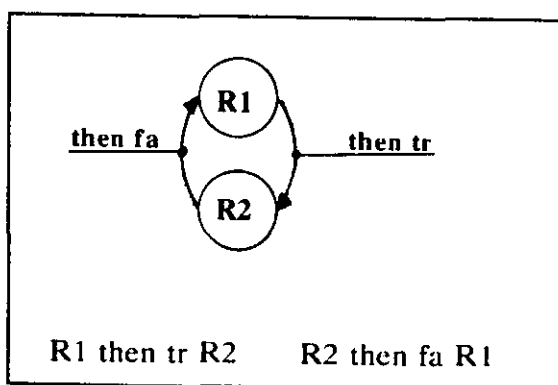 R1
then fa
then tr
R2
R1 then tr R2
R2 then fa R1